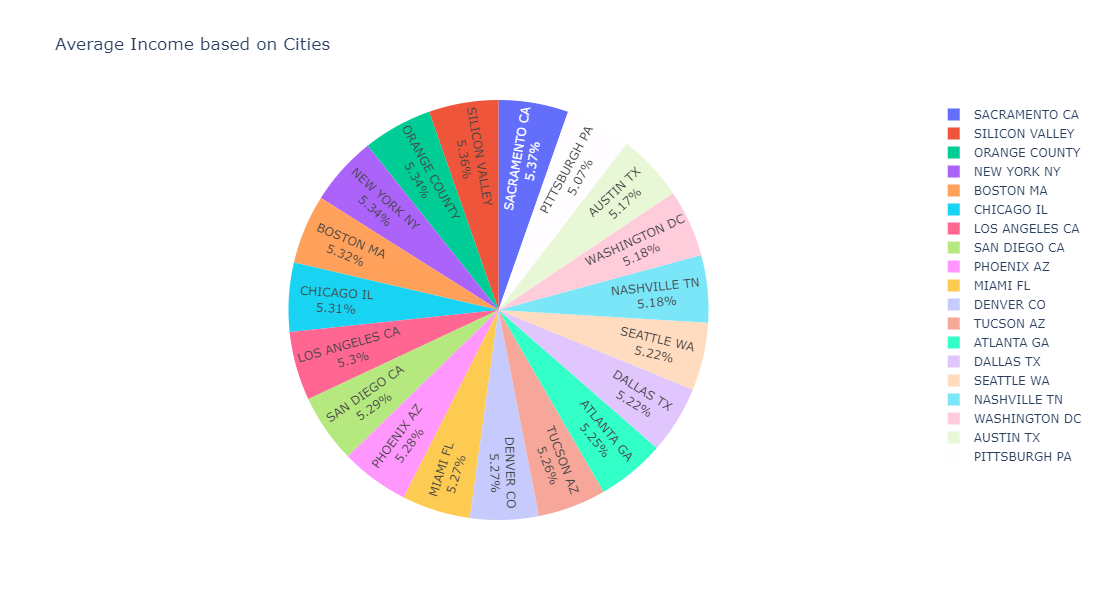 Average Income based on Cities
SACRAMENTO CA
5.37%
PITTSBURGH PA
5.07%
AUSTIN TX
5.17%
WASHINGTON DC
5.18%
NASHVILLE TN
5.18%
SEATTLE WA
5.22%
DALLAS TX
5.22%
ATLANTA GA
5.25%
TUCSON AZ
5.26%
DENVER CO
5.27%
MIAMI FL
5.27%
PHOENIX AZ
5.28%
SAN DIEGO CA
5.29%
LOS ANGELES CA
5.3%
CHICAGO IL
5.31%
BOSTON MA
5.32%
NEW YORK NY
5.34%
ORANGE COUNTY
5.34%
SILICON VALLEY
5.36%
SACRAMENTO CA
SILICON VALLEY
ORANGE COUNTY
NEW YORK NY
BOSTON MA
CHICAGO IL
LOS ANGELES CA
SAN DIEGO CA
PHOENIX AZ
MIAMI FL
DENVER CO
TUCSON AZ
ATLANTA GA
DALLAS TX
SEATTLE WA
NASHVILLE TN
WASHINGTON DC
AUSTIN TX
PITTSBURGH PA